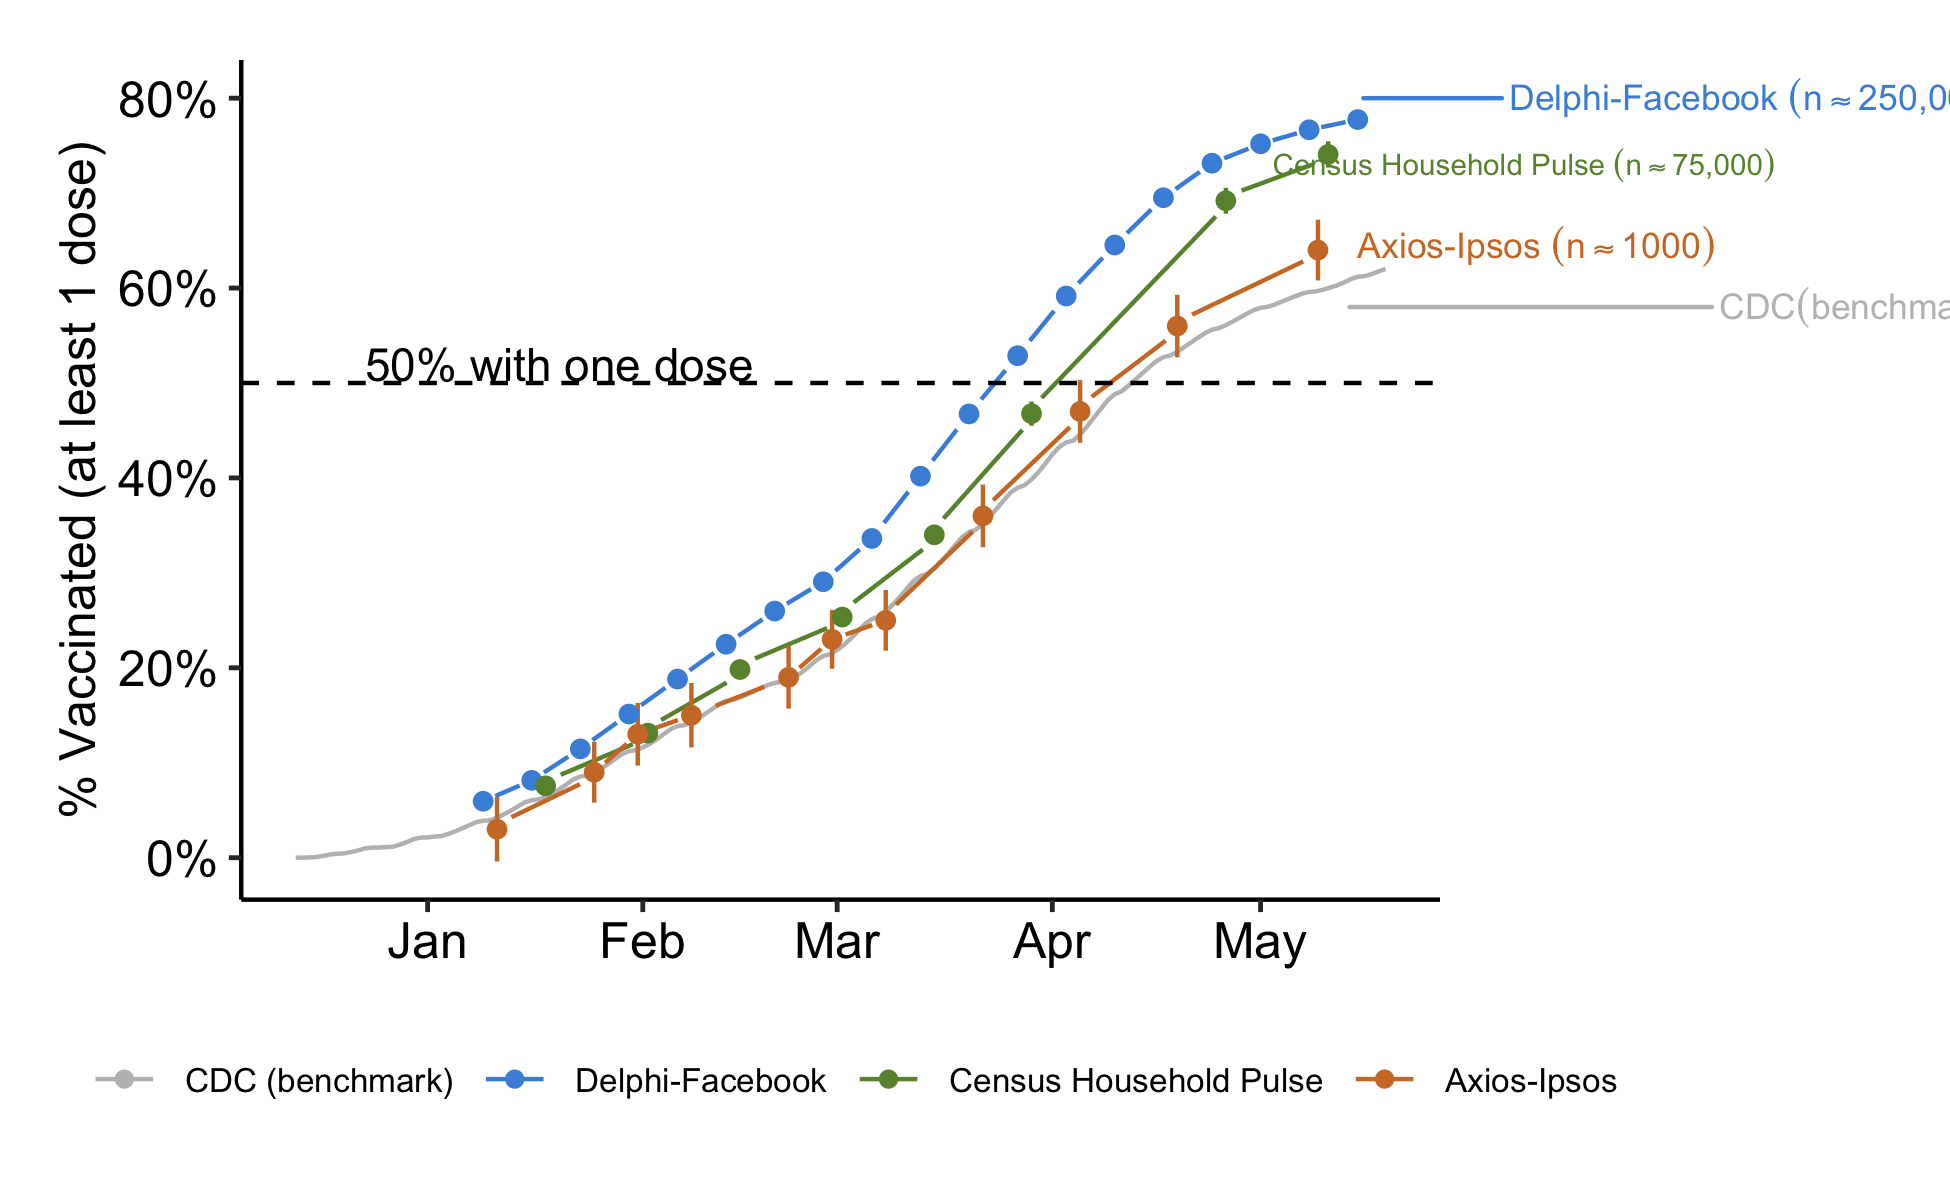 % Vaccinated (at least 1 dose)
80%
60%
40%
20%
0%
Delphi-Facebook (n ≈ 250,00
Census Household Pulse (n ≈ 75,000)
Axios-Ipsos (n ≈ 1000)
CDC(benchma
50% with one dose
Jan Feb Mar Apr May
CDC (benchmark) Delphi-Facebook Census Household Pulse Axios-Ipsos